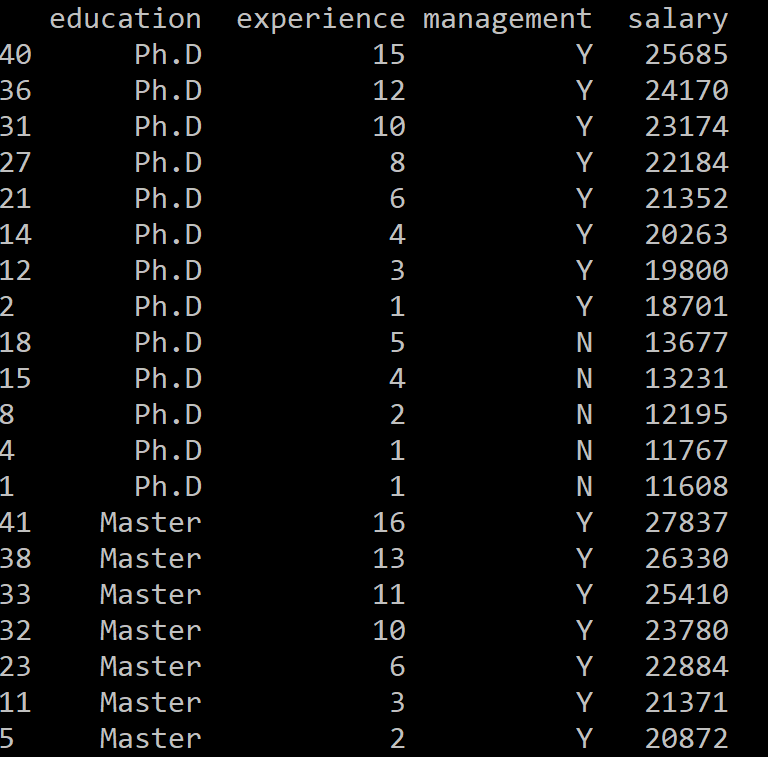 education experience management salary
40 Ph.D 15 Y 25685
36 Ph.D 12 Y 24170
31 Ph.D 10 Y 23174
27 Ph.D 8 Y 22184
21 Ph.D 6 Y 21352
14 Ph.D 4 Y 20263
12 Ph.D 3 Y 19800
2 Ph.D 1 Y 18701
18 Ph.D 5 N 13677
15 Ph.D 4 N 13231
8 Ph.D 2 N 12195
4 Ph.D 1 N 11767
1 Ph.D 1 N 11608
41 Master 16 Y 27837
38 Master 13 Y 26330
33 Master 11 Y 25410
32 Master 10 Y 23780
23 Master 6 Y 22884
11 Master 3 Y 21371
5 Master 2 Y 20872